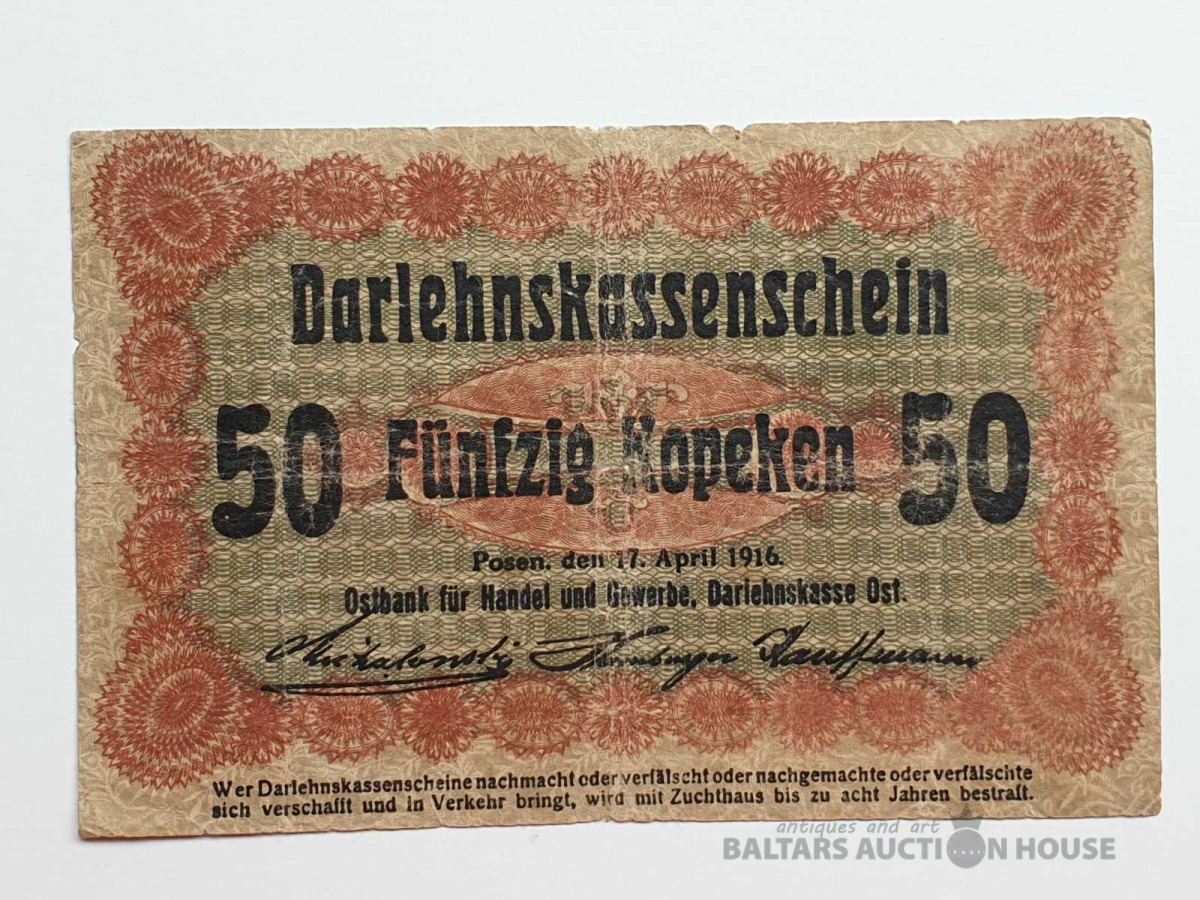 Darlehnskassenschein
50 Fünfzig Kopeken 50
Posen, den 17. April 1916.
Ostbank für Handel und Gewerbe, Darlehnskasse Ost.
Michalowsky Kauffmann
Wer Darlehnskassenscheine nachmacht oder verfälscht oder nachgemachte oder verfälschte
sich verschafft und in Verkehr bringt, wird mit Zuchthaus bis zu acht Jahren bestraft.
antiques and art
BALTARS AUCTION HOUSE